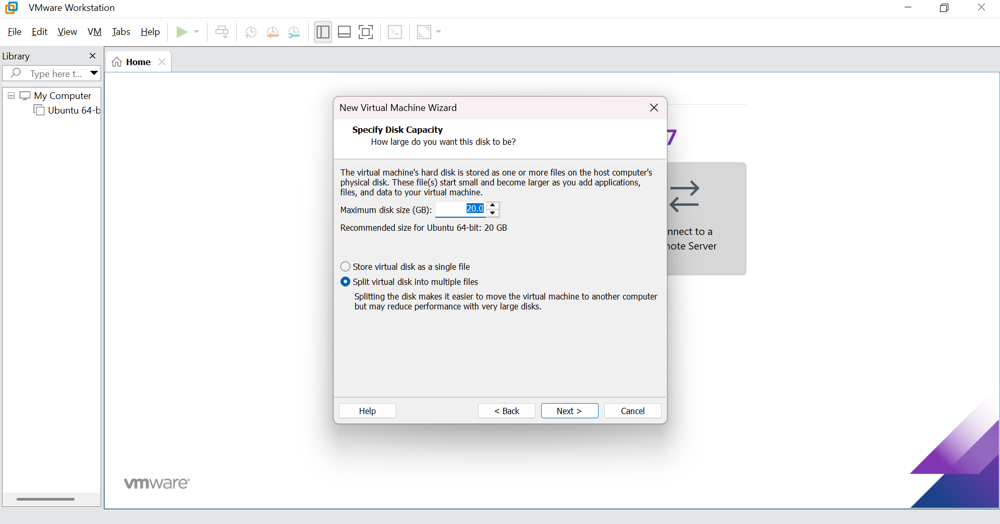 VMware Workstation
File Edit View VM Tabs Help
Library
Home
Type here t...
My Computer
Ubuntu 64-b
New Virtual Machine Wizard
Specify Disk Capacity
How large do you want this disk to be?
7
The virtual machine's hard disk is stored as one or more files on the host computer's
physical disk. These file(s) start small and become larger as you add applications,
files, and data to your virtual machine.
Maximum disk size (GB): 20.0
Recommended size for Ubuntu 64-bit: 20 GB
nnect to a
note Server
Store virtual disk as a single file
Split virtual disk into multiple files
Splitting the disk makes it easier to move the virtual machine to another computer
but may reduce performance with very large disks.
Help < Back Next > Cancel
vmware